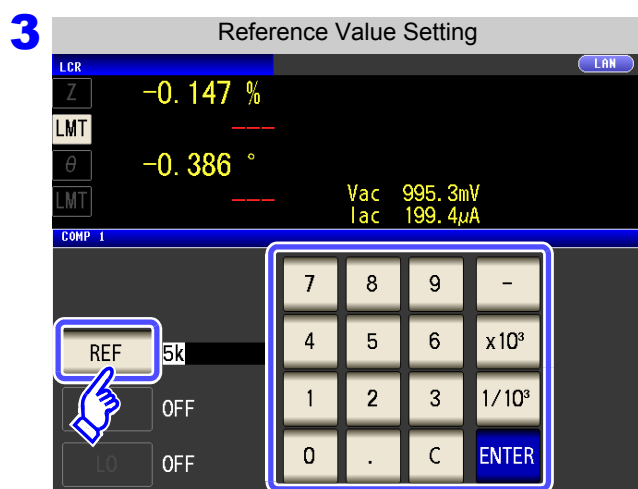 3
Reference Value Setting
LCR LAN
Z -0.147 %
LMT ---
θ -0.386 °
LMT ---
Vac 995.3mV
Iac 199.4μA
COMP 1
7 8 9 -
REF 5k 4 5 6 x10³
OFF 1 2 3 1/10³
LO OFF 0 . C ENTER